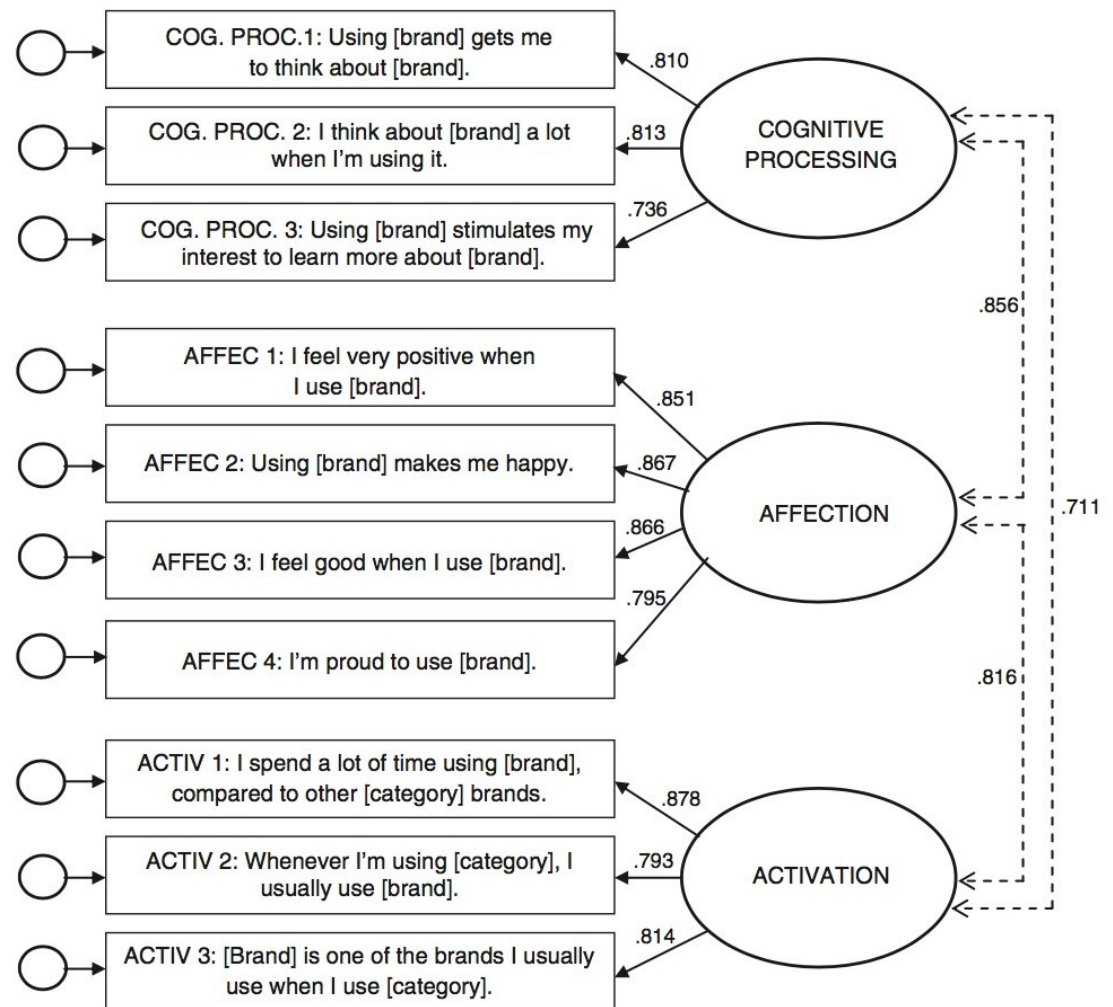 COG. PROC.1: Using [brand] gets me
to think about [brand].
.810
COG. PROC. 2: I think about [brand] a lot
when I'm using it.
.813
COGNITIVE
PROCESSING
COG. PROC. 3: Using [brand] stimulates my
interest to learn more about [brand].
.736
.856
AFFEC 1: I feel very positive when
I use [brand].
.851
AFFEC 2: Using [brand] makes me happy.
.867
AFFECTION
.711
AFFEC 3: I feel good when I use [brand].
.866
AFFEC 4: I'm proud to use [brand].
.795
.816
ACTIV 1: I spend a lot of time using [brand],
compared to other [category] brands.
.878
ACTIV 2: Whenever I'm using [category], I
usually use [brand].
.793
ACTIVATION
ACTIV 3: [Brand] is one of the brands I usually
use when I use [category].
.814